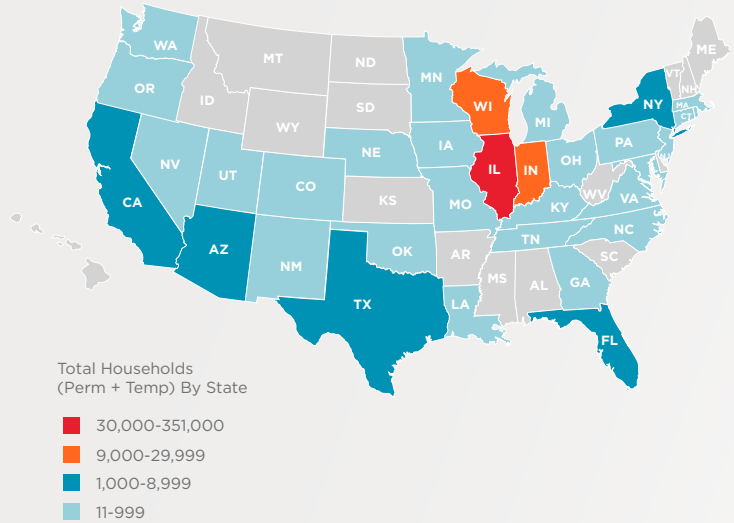 ME
WA
MT
ND
VT
NH
MN
OR
ID
SD
WI
NY
MA
MI
CT
WY
IA
PA
NE
OH
NV
IL
IN
UT
CO
WV
KS
MO
KY
VA
CA
TN
NC
OK
AZ
AR
SC
NM
MS
AL
GA
TX
LA
FL
Total Households
(Perm + Temp) By State
30,000-351,000
9,000-29,999
1,000-8,999
11-999